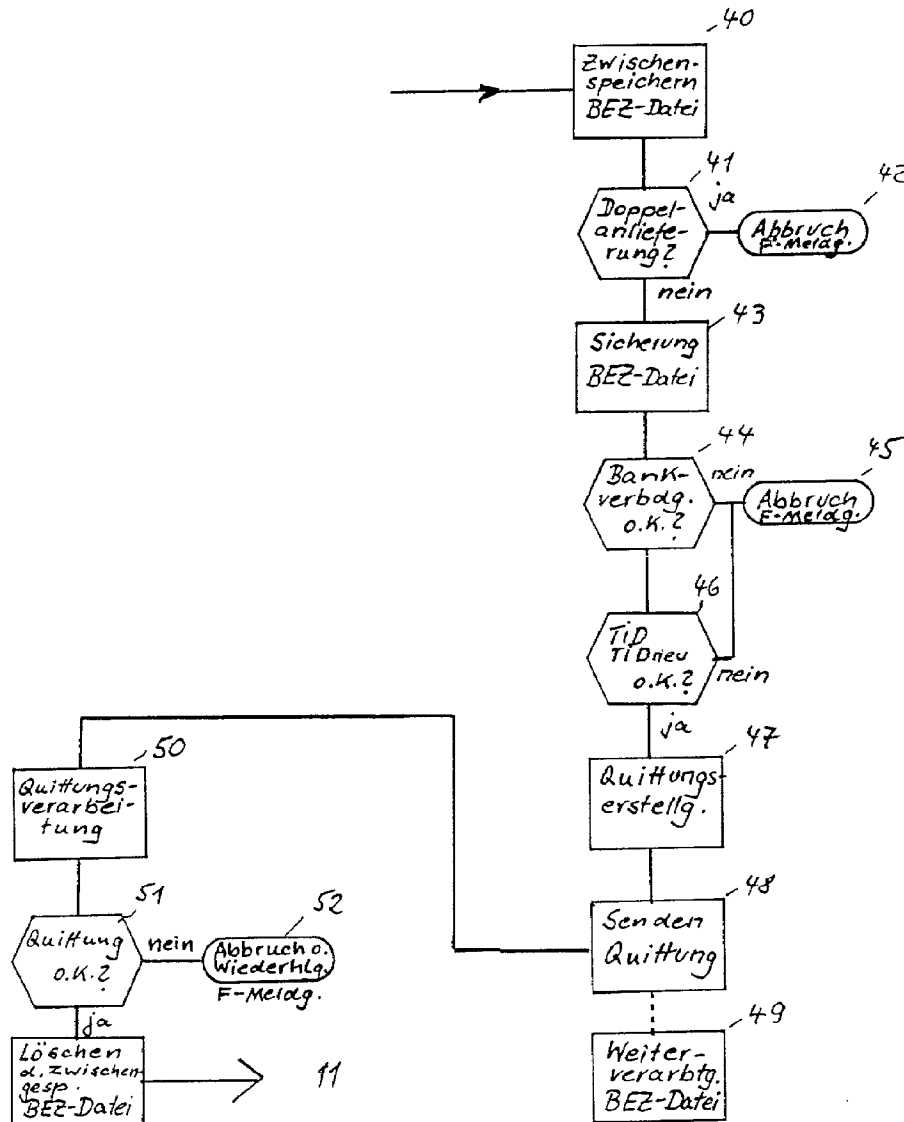 40
Zwischen-
speichern
BEZ-Datei
41
ja
42
Doppel-
anliefe-
rung?
Abbruch
F-Meldg.
nein
43
Sicherung
BEZ-Datei
44
nein
45
Bank-
verbdg.
o.K.?
Abbruch
F-Meldg.
46
TiD
TiDneu
o.K.?
nein
ja
47
Quittungs-
erstellg.
48
Senden
Quittung
49
Weiter-
verarbtg.
BEZ-Datei
50
Quittungs-
verarbei-
tung
51
Quittung
o.K.?
nein
52
Abbruch o.
Wiederhlg.
F-Meldg.
ja
Löschen
d. zwischen-
gesp.
BEZ-Datei
11